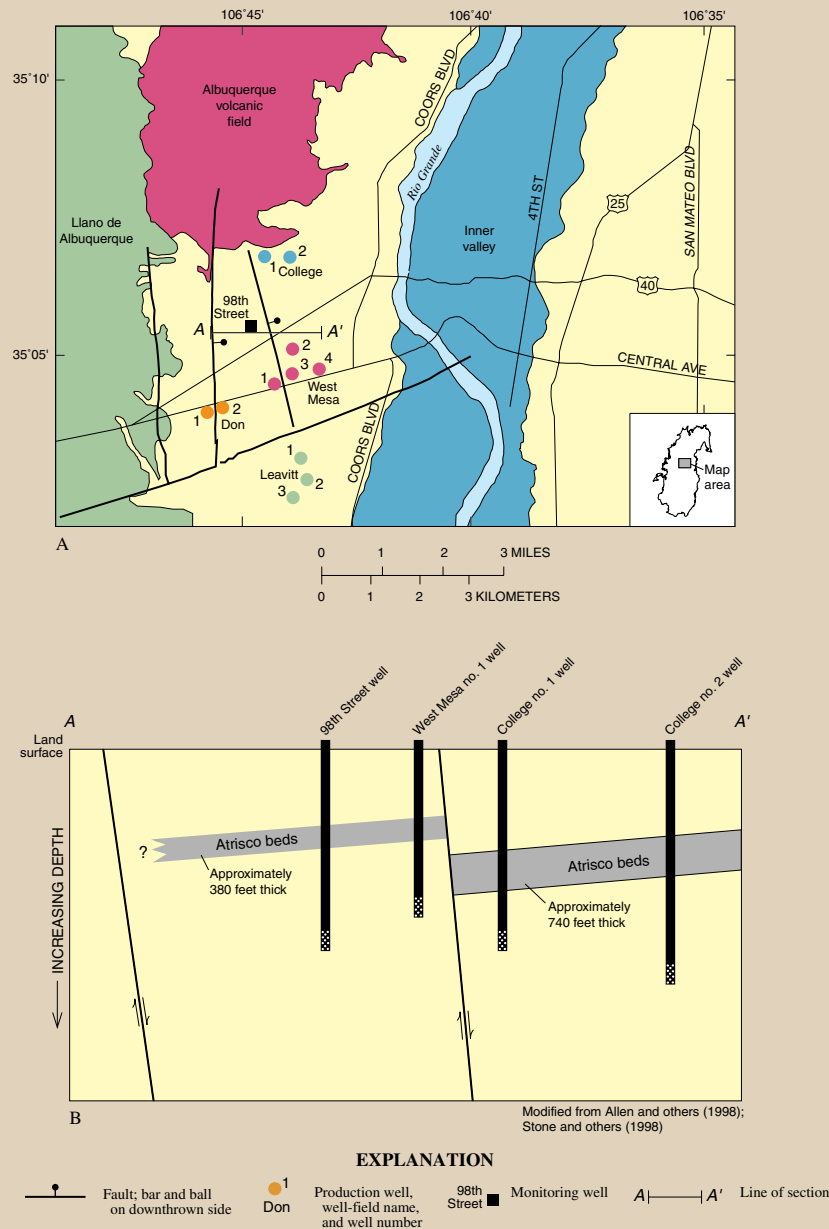 106˚45'
106˚40'
106˚35'
35˚10'
35˚05'
Albuquerque
volcanic
field
COORS BLVD
Rio Grande
4TH ST
25
SAN MATEO BLVD
Llano de
Albuquerque
Inner
valley
1
2
College
40
98th
Street
A
A'
2
3
4
1
West
Mesa
CENTRAL AVE
1
2
Don
COORS BLVD
1
Leavitt
2
3
Map
area
A
0 1 2 3 MILES
0 1 2 3 KILOMETERS
98th Street well
West Mesa no. 1 well
College no. 1 well
College no. 2 well
A
A'
Land
surface
INCREASING DEPTH
?
Atrisco beds
Approximately
380 feet thick
Atrisco beds
Approximately
740 feet thick
B
Modified from Allen and others (1998);
Stone and others (1998)
EXPLANATION
Fault; bar and ball
on downthrown side
1
Don
Production well,
well-field name,
and well number
98th
Street
Monitoring well
A
A'
Line of section